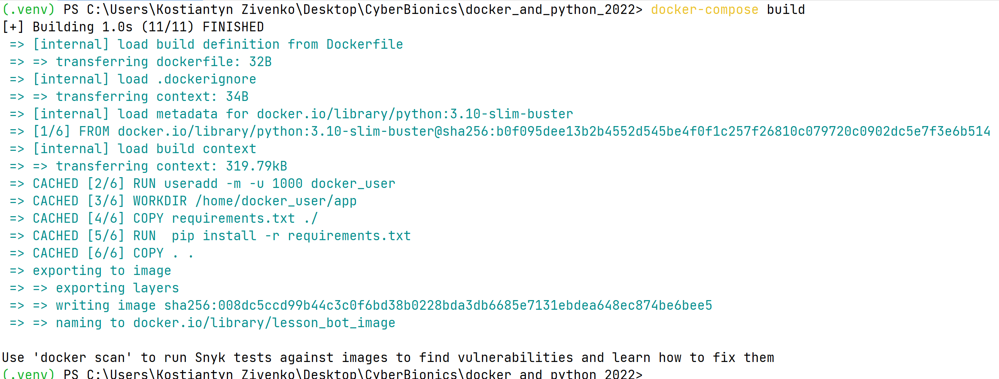 (.venv) PS C:\Users\Kostiantyn Zivenko\Desktop\CyberBionics\docker_and_python_2022> docker-compose build
[+] Building 1.0s (11/11) FINISHED
 => [internal] load build definition from Dockerfile
 => => transferring dockerfile: 32B
 => [internal] load .dockerignore
 => => transferring context: 34B
 => [internal] load metadata for docker.io/library/python:3.10-slim-buster
 => [1/6] FROM docker.io/library/python:3.10-slim-buster@sha256:b0f095dee13b2b4552d545be4f0f1c257f26810c079720c0902dc5e7f3e6b514
 => [internal] load build context
 => => transferring context: 319.79kB
 => CACHED [2/6] RUN useradd -m -u 1000 docker_user
 => CACHED [3/6] WORKDIR /home/docker_user/app
 => CACHED [4/6] COPY requirements.txt ./
 => CACHED [5/6] RUN  pip install -r requirements.txt
 => CACHED [6/6] COPY . .
 => exporting to image
 => => exporting layers
 => => writing image sha256:008dc5ccd99b44c3c0f6bd38b0228bda3db6685e7131ebdea648ec874be6bee5
 => => naming to docker.io/library/lesson_bot_image
Use 'docker scan' to run Snyk tests against images to find vulnerabilities and learn how to fix them
(.venv) PS C:\Users\Kostiantyn Zivenko\Desktop\CyberBionics\docker_and_python_2022>